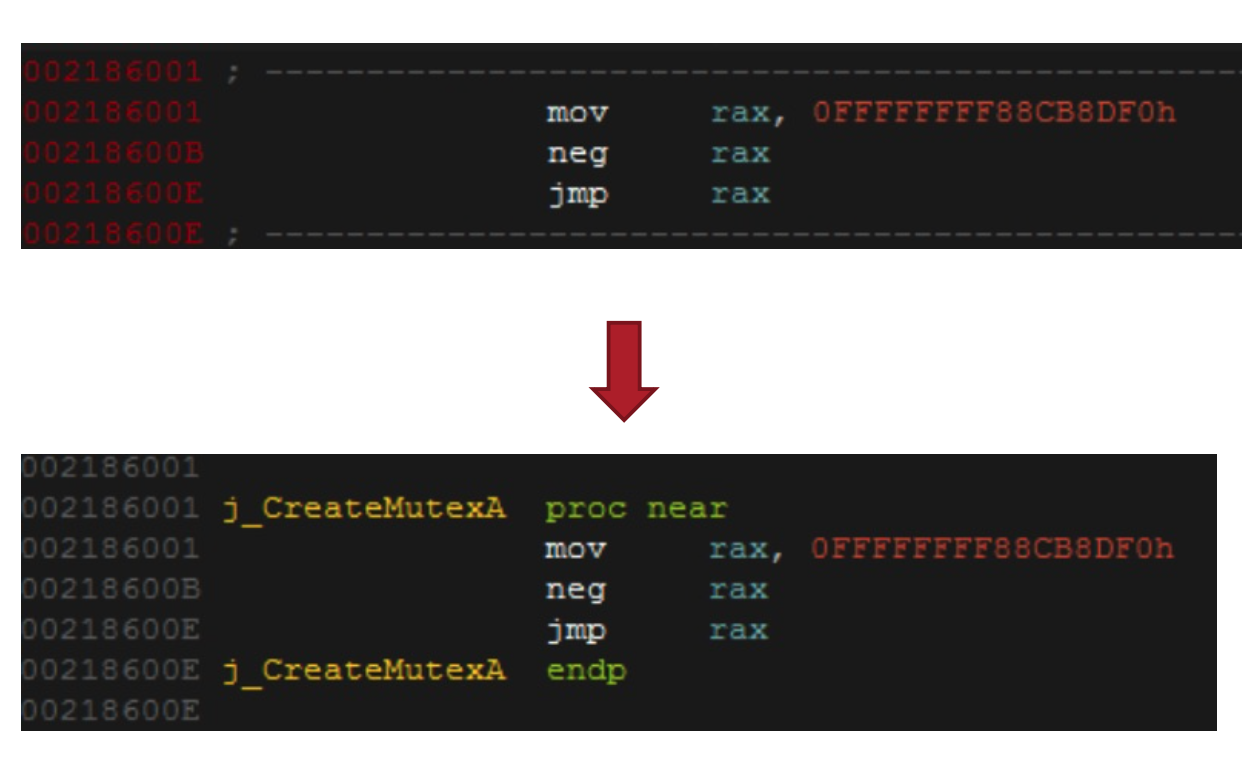 002186001 ; --------------------------------------------------
002186001 mov rax, 0FFFFFFFF88CB8DF0h
00218600B neg rax
00218600E jmp rax
00218600E ; --------------------------------------------------
002186001
002186001 j_CreateMutexA proc near
002186001 mov rax, 0FFFFFFFF88CB8DF0h
00218600B neg rax
00218600E jmp rax
00218600E j_CreateMutexA endp
00218600E